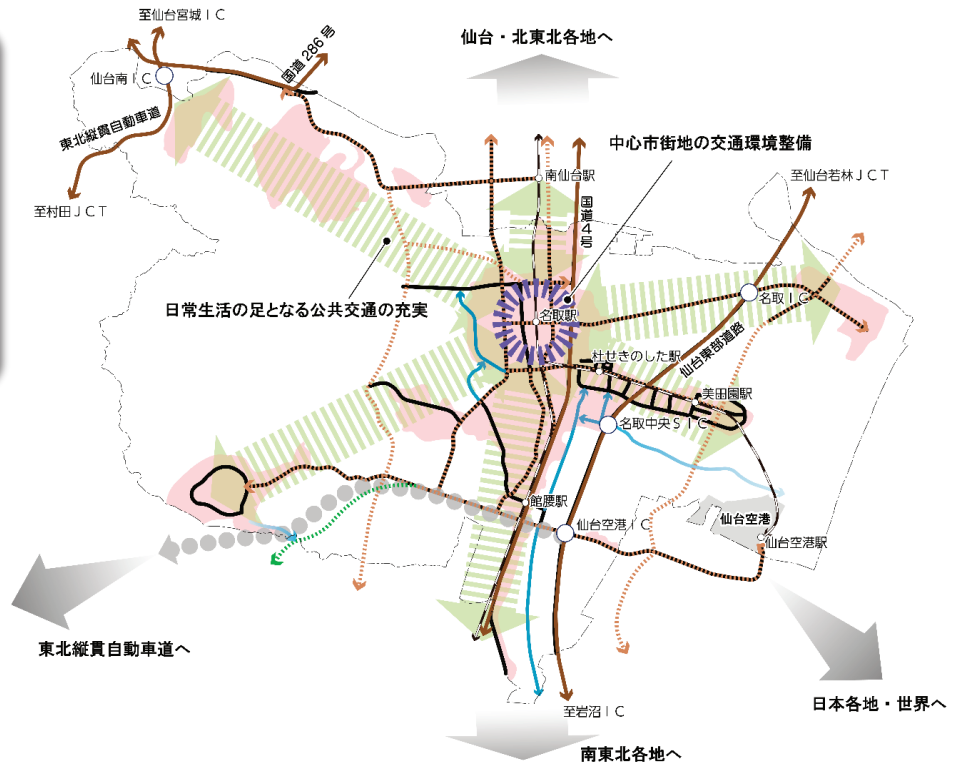 至仙台宮城IC
国道286号
仙台・北東北各地へ
仙台南IC
東北縦貫自動車道
中心市街地の交通環境整備
南仙台駅
至仙台若林JCT
至村田JCT
国道4号
日常生活の足となる公共交通の充実
名取IC
名取駅
仙台東部道路
杜せきのした駅
美田園駅
名取中央SIC
館腰駅
仙台空港IC
仙台空港
仙台空港駅
東北縦貫自動車道へ
至岩沼IC
日本各地・世界へ
南東北各地へ